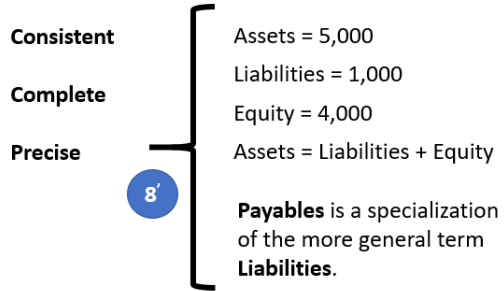 Consistent
Complete
Precise
8’
Assets = 5,000
Liabilities = 1,000
Equity = 4,000
Assets = Liabilities + Equity
Payables is a specialization
of the more general term
Liabilities.